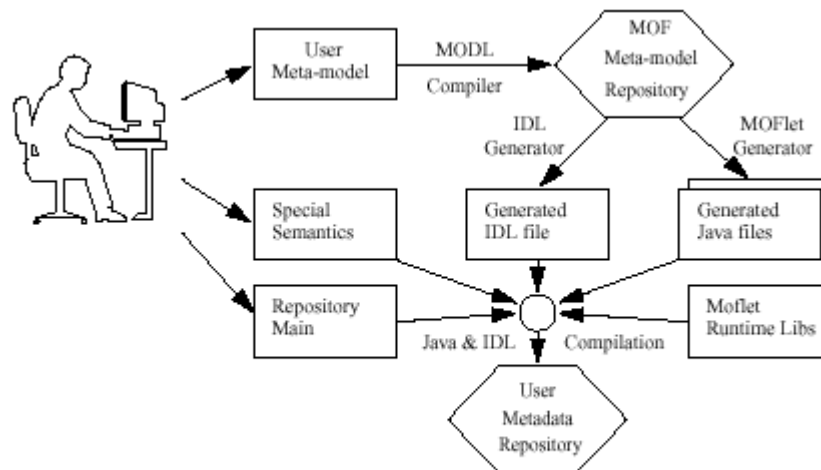 User
Meta-model
MODL
Compiler
MOF
Meta-model
Repository
IDL
Generator
MOFlet
Generator
Special
Semantics
Generated
IDL file
Generated
Java files
Repository
Main
Java & IDL
Compilation
Moflet
Runtime Libs
User
Metadata
Repository